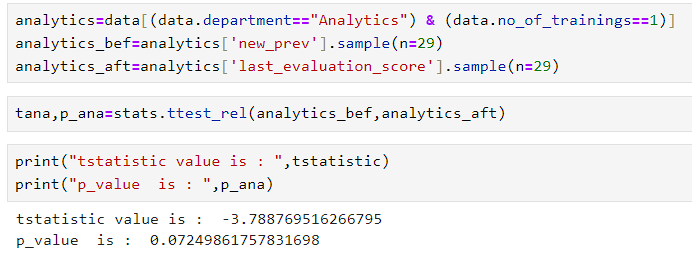 analytics=data[(data.department=="Analytics") & (data.no_of_trainings==1)]
analytics_bef=analytics['new_prev'].sample(n=29)
analytics_aft=analytics['last_evaluation_score'].sample(n=29)
tana,p_ana=stats.ttest_rel(analytics_bef,analytics_aft)
print("tstatistic value is : ",tstatistic)
print("p_value  is : ",p_ana)
tstatistic value is :  -3.788769516266795
p_value  is :  0.07249861757831698